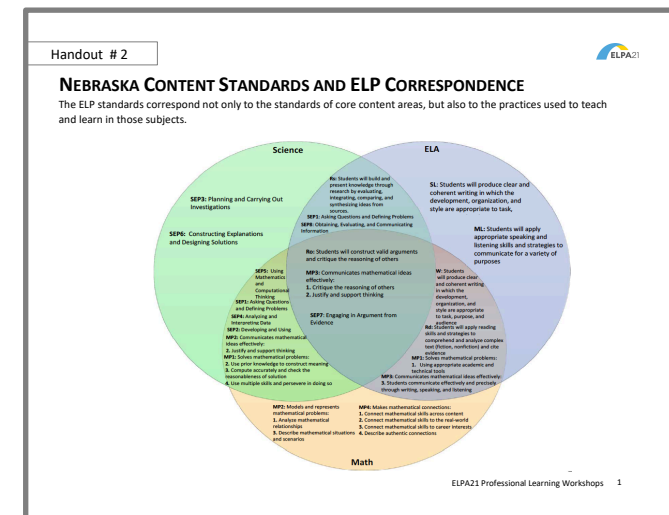 Handout # 2
ELPA21
NEBRASKA CONTENT STANDARDS AND ELP CORRESPONDENCE
The ELP standards correspond not only to the standards of core content areas, but also to the practices used to teach
and learn in those subjects.
Science
ELA
SEP3: Planning and Carrying Out
Investigations
SEP6: Constructing Explanations
and Designing Solutions
Rs: Students will build and
present knowledge through
research by evaluating,
integrating, comparing, and
synthesizing ideas from
sources.
SEP1: Asking Questions and Defining Problems
SEP8: Obtaining, Evaluating, and Communicating
Information
SL: Students will produce clear and
coherent writing in which the
development, organization, and
style are appropriate to task,
ML: Students will apply
appropriate speaking and
listening skills and strategies to
communicate for a variety of
purposes
Ro: Students will construct valid arguments
and critique the reasoning of others
MP3: Communicates mathematical ideas
effectively:
1. Critique the reasoning of others
2. Justify and support thinking
SEP7: Engaging in Argument from
Evidence
SEP5: Using
Mathematics
and
Computational
Thinking
SEP1: Asking Questions
and Defining Problems
SEP4: Analyzing and
Interpreting Data
SEP2: Developing and Using
MP2: Communicates mathematical
ideas effectively:
2. Justify and support thinking
MP1: Solves mathematical problems:
2. Use prior knowledge to construct meaning
3. Compute accurately and check the
reasonableness of solution
4. Use multiple skills and persevere in doing so
W: Students
will produce clear
and coherent writing
in which the
development,
organization, and
style are appropriate
to task, purpose, and
audience
Rd: Students will apply reading
skills and strategies to
comprehend and analyze complex
text (fiction, nonfiction) and cite
evidence
MP1: Solves mathematical problems:
1. Using appropriate academic and
technical tools
MP3: Communicates mathematical ideas effectively:
3. Students communicate effectively and precisely
through writing, speaking, and listening
MP2: Models and represents
mathematical problems:
1. Analyze mathematical
relationships
3. Describe mathematical situations
and scenarios
MP4: Makes mathematical connections:
1. Connect mathematical skills across content
2. Connect mathematical skills to the real-world
3. Connect mathematical skills to career interests
4. Describe authentic connections
Math
ELPA21 Professional Learning Workshops 1